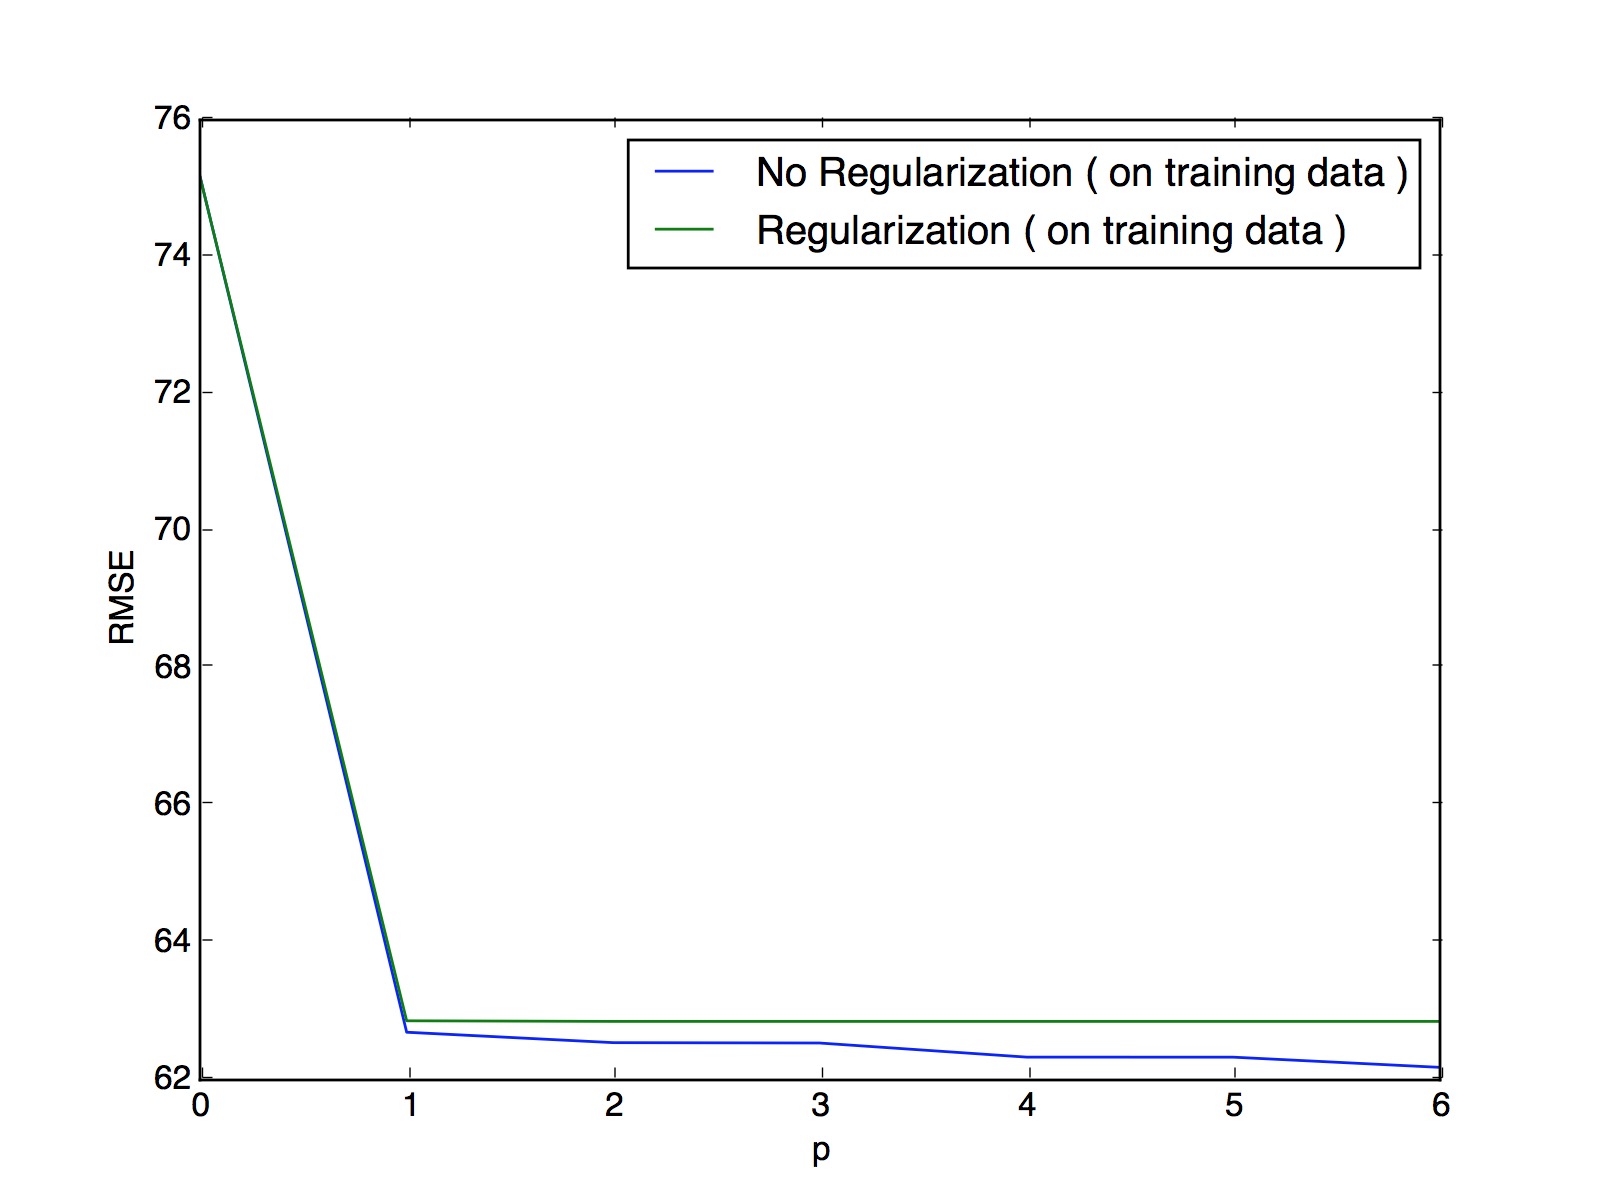 76
No Regularization ( on training data )
Regularization ( on training data )
74
72
70
68
66
64
62
RMSE
0 1 2 3 4 5 6
p